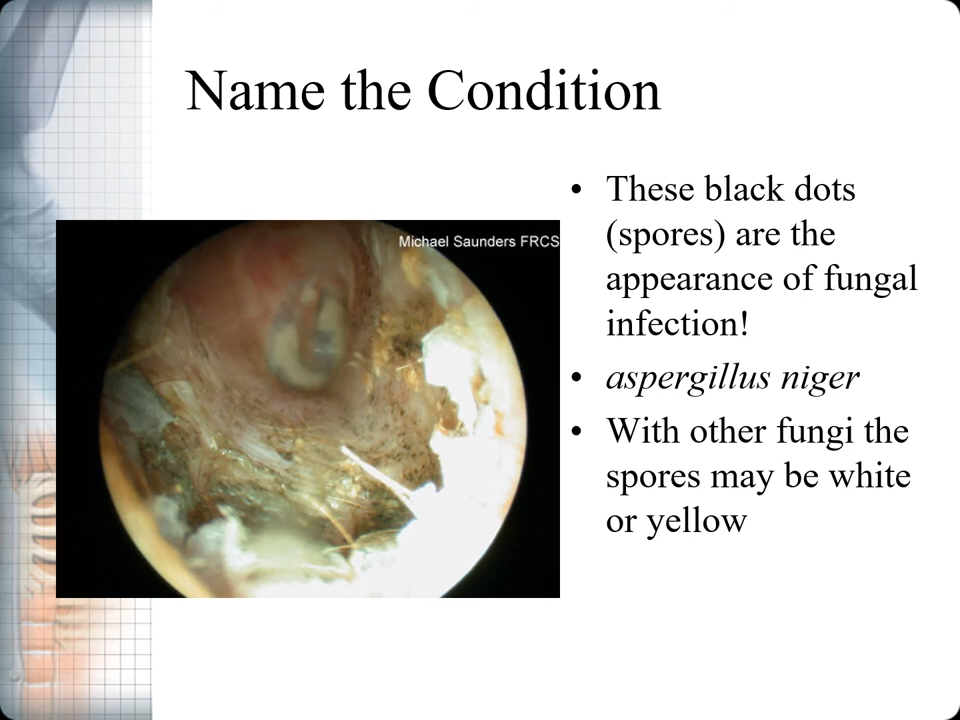 Name the Condition
Michael Saunders FRCS
• These black dots
(spores) are the
appearance of fungal
infection!
• aspergillus niger
• With other fungi the
spores may be white
or yellow